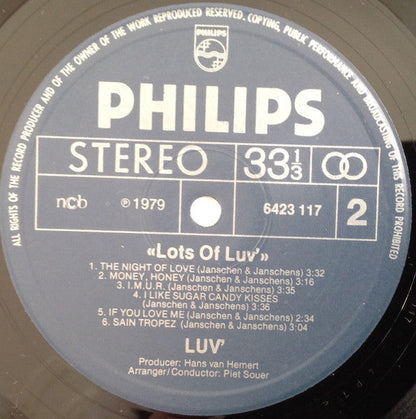 ALL RIGHTS OF THE RECORD PRODUCER AND OF THE OWNER OF THE WORK REPRODUCED RESERVED. COPYING, PUBLIC PERFORMANCE AND BROADCASTING OF THIS RECORD PROHIBITED
PHILIPS
PHILIPS
STEREO 33 1/3
ncb ℗ 1979 6423 117 2
«Lots Of Luv'»
1. THE NIGHT OF LOVE (Janschen & Janschens) 3:32
2. MONEY, HONEY (Janschen & Janschens) 3:16
3. I.M.U.R. (Janschen & Janschens) 3:35
4. I LIKE SUGAR CANDY KISSES
(Janschen & Janschens) 3:06
5. IF YOU LOVE ME (Janschen & Janschens) 2:34
6. SAIN TROPEZ (Janschen & Janschens) 3:04
LUV'
Producer: Hans van Hemert
Arranger/Conductor: Piet Souer